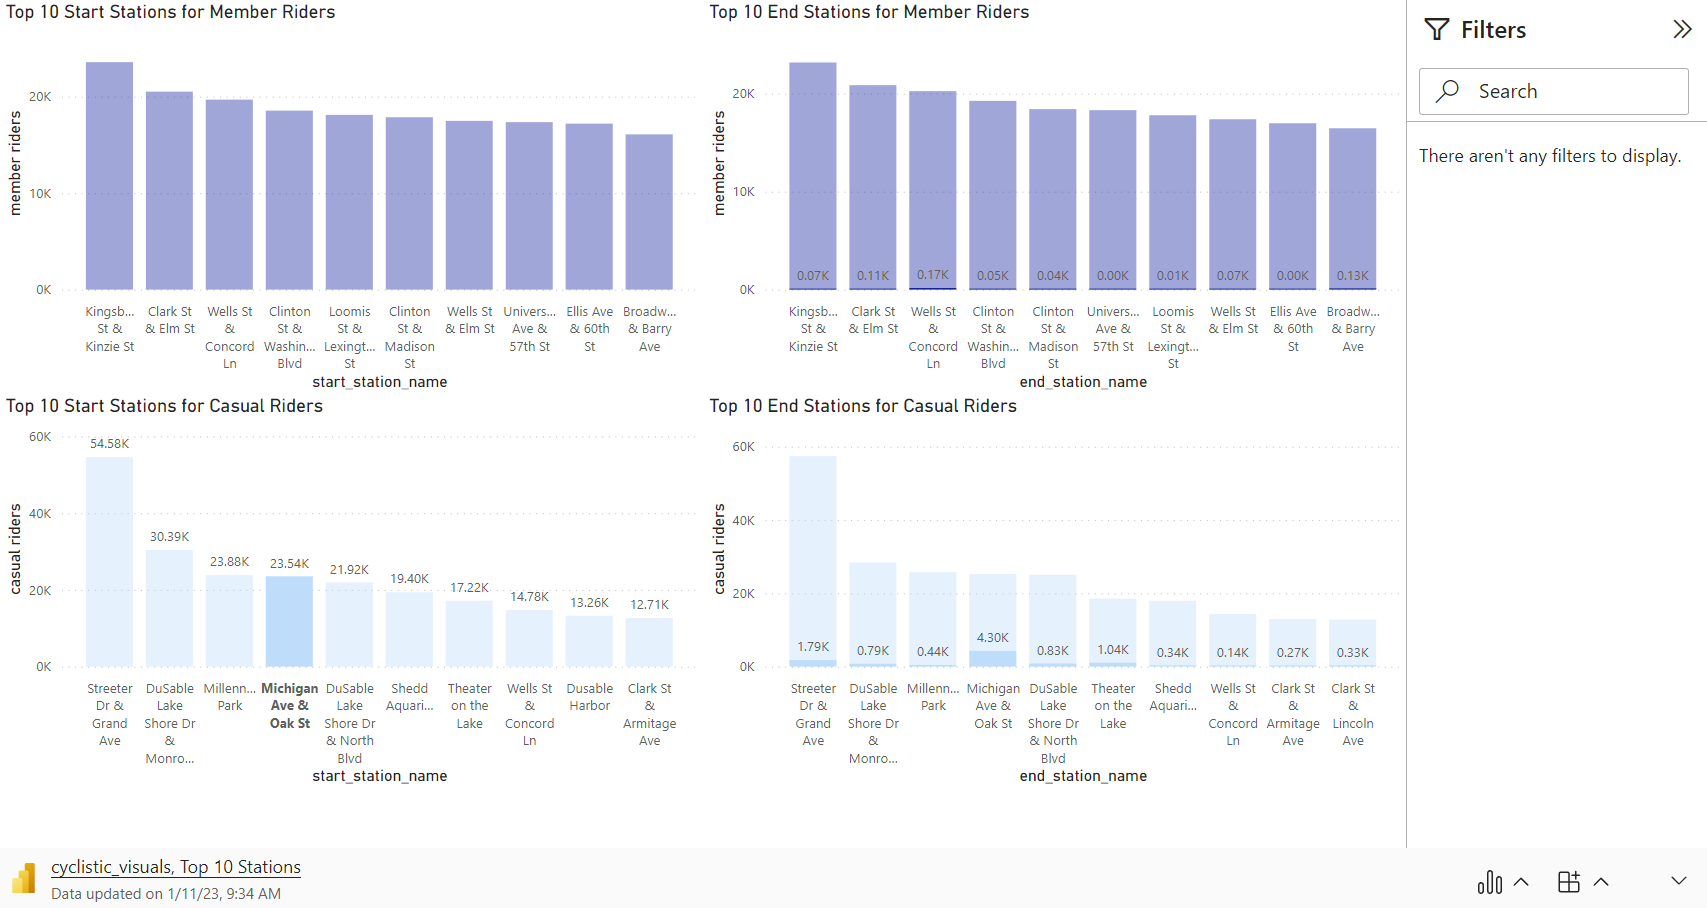 Top 10 Start Stations for Member Riders
member riders
20K
10K
0K
Kingsb... St & Kinzie St
Clark St & Elm St
Wells St & Concord Ln
Clinton St & Washin... Blvd
Loomis St & Lexingt... St
Clinton St & Madison St
Wells St & Elm St
Univers... Ave & 57th St
Ellis Ave & 60th St
Broadw... & Barry Ave
start_station_name
Top 10 End Stations for Member Riders
member riders
20K
10K
0K
0.07K
0.11K
0.17K
0.05K
0.04K
0.00K
0.01K
0.07K
0.00K
0.13K
Kingsb... St & Kinzie St
Clark St & Elm St
Wells St & Concord Ln
Clinton St & Washin... Blvd
Clinton St & Madison St
Univers... Ave & 57th St
Loomis St & Lexingt... St
Wells St & Elm St
Ellis Ave & 60th St
Broadw... & Barry Ave
end_station_name
Top 10 Start Stations for Casual Riders
casual riders
60K
40K
20K
0K
54.58K
30.39K
23.88K
23.54K
21.92K
19.40K
17.22K
14.78K
13.26K
12.71K
Streeter Dr & Grand Ave
DuSable Lake Shore Dr & Monro...
Millenn... Park
Michigan Ave & Oak St
DuSable Lake Shore Dr & North Blvd
Shedd Aquari...
Theater on the Lake
Wells St & Concord Ln
Dusable Harbor
Clark St & Armitage Ave
start_station_name
Top 10 End Stations for Casual Riders
casual riders
60K
40K
20K
0K
1.79K
0.79K
0.44K
4.30K
0.83K
1.04K
0.34K
0.14K
0.27K
0.33K
Streeter Dr & Grand Ave
DuSable Lake Shore Dr & Monro...
Millenn... Park
Michigan Ave & Oak St
DuSable Lake Shore Dr & North Blvd
Theater on the Lake
Shedd Aquari...
Wells St & Concord Ln
Clark St & Armitage Ave
Clark St & Lincoln Ave
end_station_name
Filters
Search
There aren't any filters to display.
cyclistic_visuals, Top 10 Stations
Data updated on 1/11/23, 9:34 AM